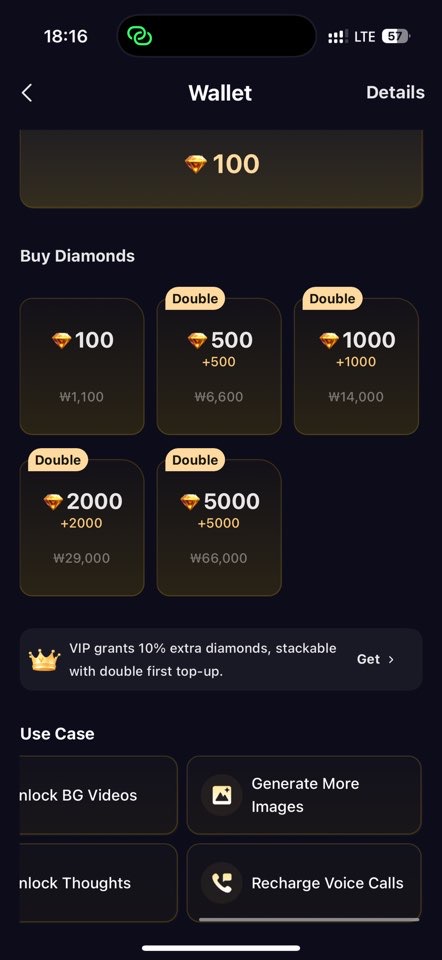 18:16
LTE
57
Wallet
Details
100
Buy Diamonds
100
₩1,100
Double
500
+500
₩6,600
Double
1000
+1000
₩14,000
Double
2000
+2000
₩29,000
Double
5000
+5000
₩66,000
VIP grants 10% extra diamonds, stackable
with double first top-up.
Get
Use Case
nlock BG Videos
Generate More
Images
nlock Thoughts
Recharge Voice Calls